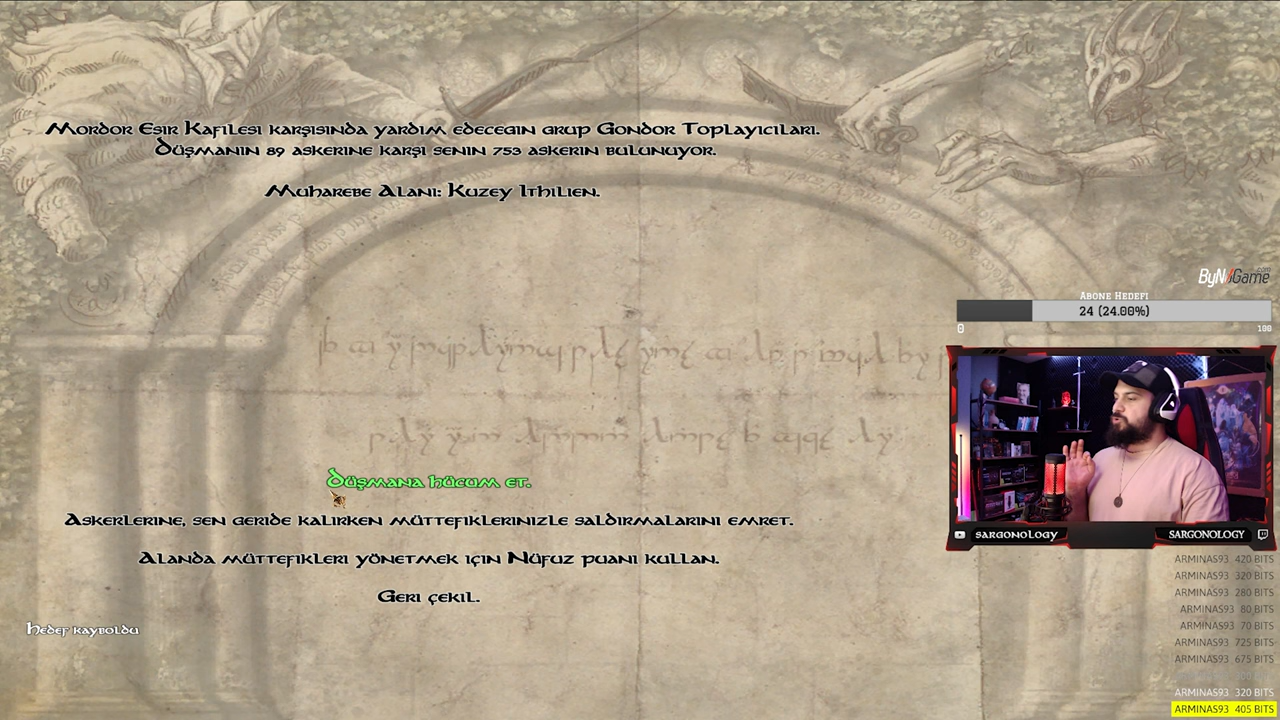 Mordor Esir Kafilesi karşısında yardım edeceğin grup Gondor Toplayıcıları.
Düşmanın 89 askerine karşı senin 753 askerin bulunuyor.
Muharebe Alanı: Kuzey Ithilien.
Düşmana hücum et.
Askerlerine, sen geride kalırken müttefiklerinizle saldırmalarını emret.
Alanda müttefikleri yönetmek için Nüfuz puanı kullan.
Geri çekil.
Hedef kayboldu
ByNoGame.com
Abone Hedefi
24 (24.00%)
0 100
SARGONOLOGY SARGONOLOGY
ARMINAS93 420 BITS
ARMINAS93 320 BITS
ARMINAS93 280 BITS
ARMINAS93 80 BITS
ARMINAS93 70 BITS
ARMINAS93 725 BITS
ARMINAS93 675 BITS
ARMINAS93 320 BITS
ARMINAS93 405 BITS